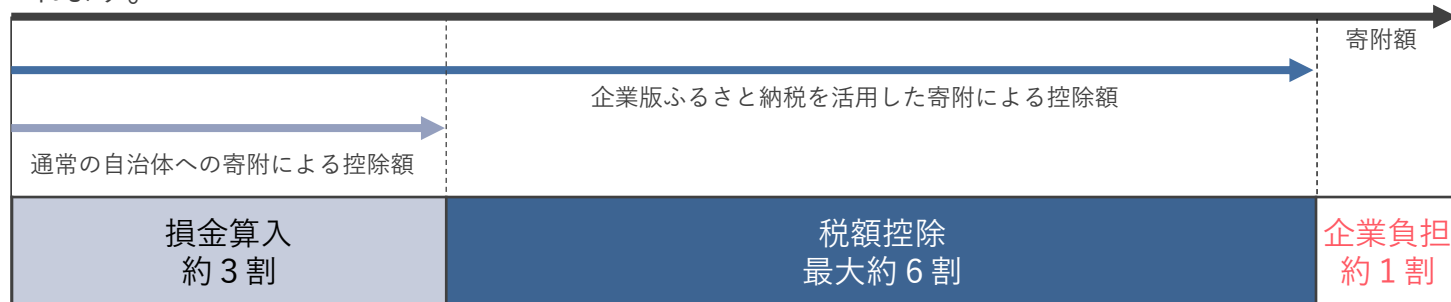 寄附額
企業版ふるさと納税を活用した寄附による控除額
通常の自治体への寄附による控除額
損金算入
約３割
税額控除
最大約６割
企業負担
約１割